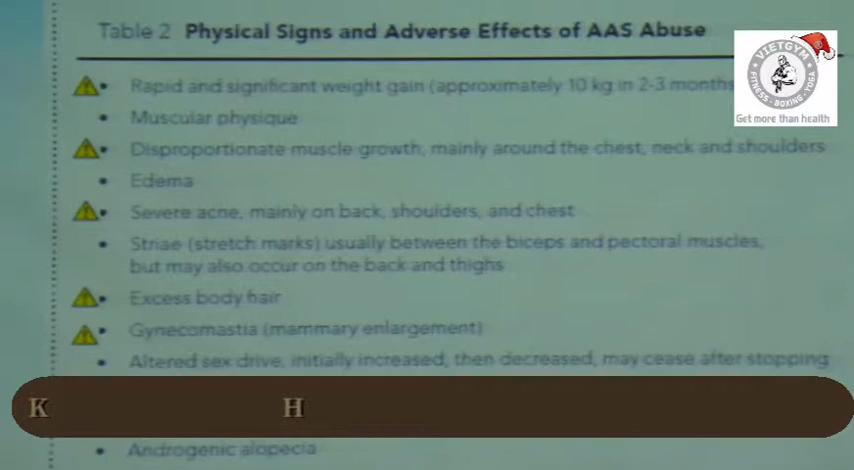 Table 2 Physical Signs and Adverse Effects of AAS Abuse
VIETGYM
FITNESS - BOXING - YOGA
Get more than health
• Rapid and significant weight gain (approximately 10 kg in 2-3 months
• Muscular physique
• Disproportionate muscle growth, mainly around the chest, neck and shoulders
• Edema
• Severe acne, mainly on back, shoulders, and chest
• Striae (stretch marks) usually between the biceps and pectoral muscles,
but may also occur on the back and thighs
• Excess body hair
• Gynecomastia (mammary enlargement)
• Altered sex drive, initially increased, then decreased, may cease after stopping
K H
• Androgenic alopecia